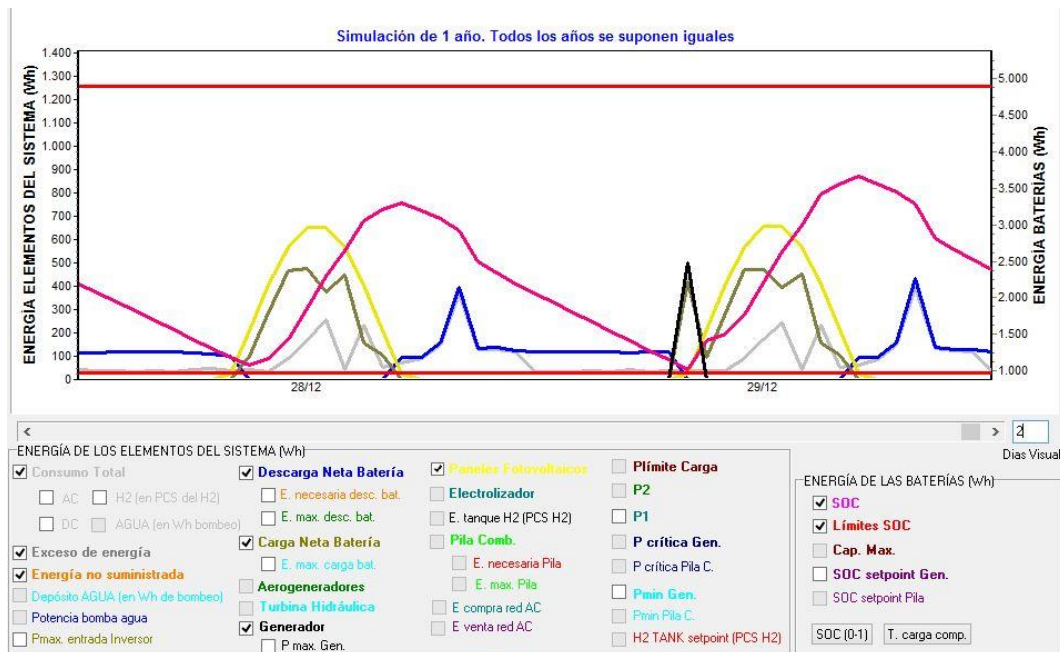 Simulación de 1 año. Todos los años se suponen iguales
ENERGÍA ELEMENTOS DEL SISTEMA (Wh)
1.400
1.300
1.200
1.100
1.000
900
800
700
600
500
400
300
200
100
0
28/12
29/12
5.000
4.500
4.000
3.500
3.000
2.500
2.000
1.500
1.000
ENERGÍA BATERIAS (Wh)
2
Dias Visual
ENERGÍA DE LOS ELEMENTOS DEL SISTEMA (Wh)
Consumo Total
AC
H2 (en PCS del H2)
DC
AGUA (en Wh bombeo)
Exceso de energía
Energía no suministrada
Depósito AGUA (en Wh de bombeo)
Potencia bomba agua
Pmax. entrada Inversor
Descarga Neta Batería
E. necesaria desc. bat.
E. max. desc. bat.
Carga Neta Batería
E. max. carga bat.
Aerogeneradores
Turbina Hidráulica
Generador
P max. Gen.
Paneles Fotovoltaicos
Electrolizador
E. tanque H2 (PCS H2)
Pila Comb.
E. necesaria Pila
E. max. Pila
E compra red AC
E venta red AC
Plímite Carga
P2
P1
P crítica Gen.
P crítica Pila C.
Pmin Gen.
Pmin Pila C.
H2 TANK setpoint (PCS H2)
ENERGÍA DE LAS BATERÍAS (Wh)
SOC
Límites SOC
Cap. Max.
SOC setpoint Gen.
SOC setpoint Pila
SOC (0-1)
T. carga comp.